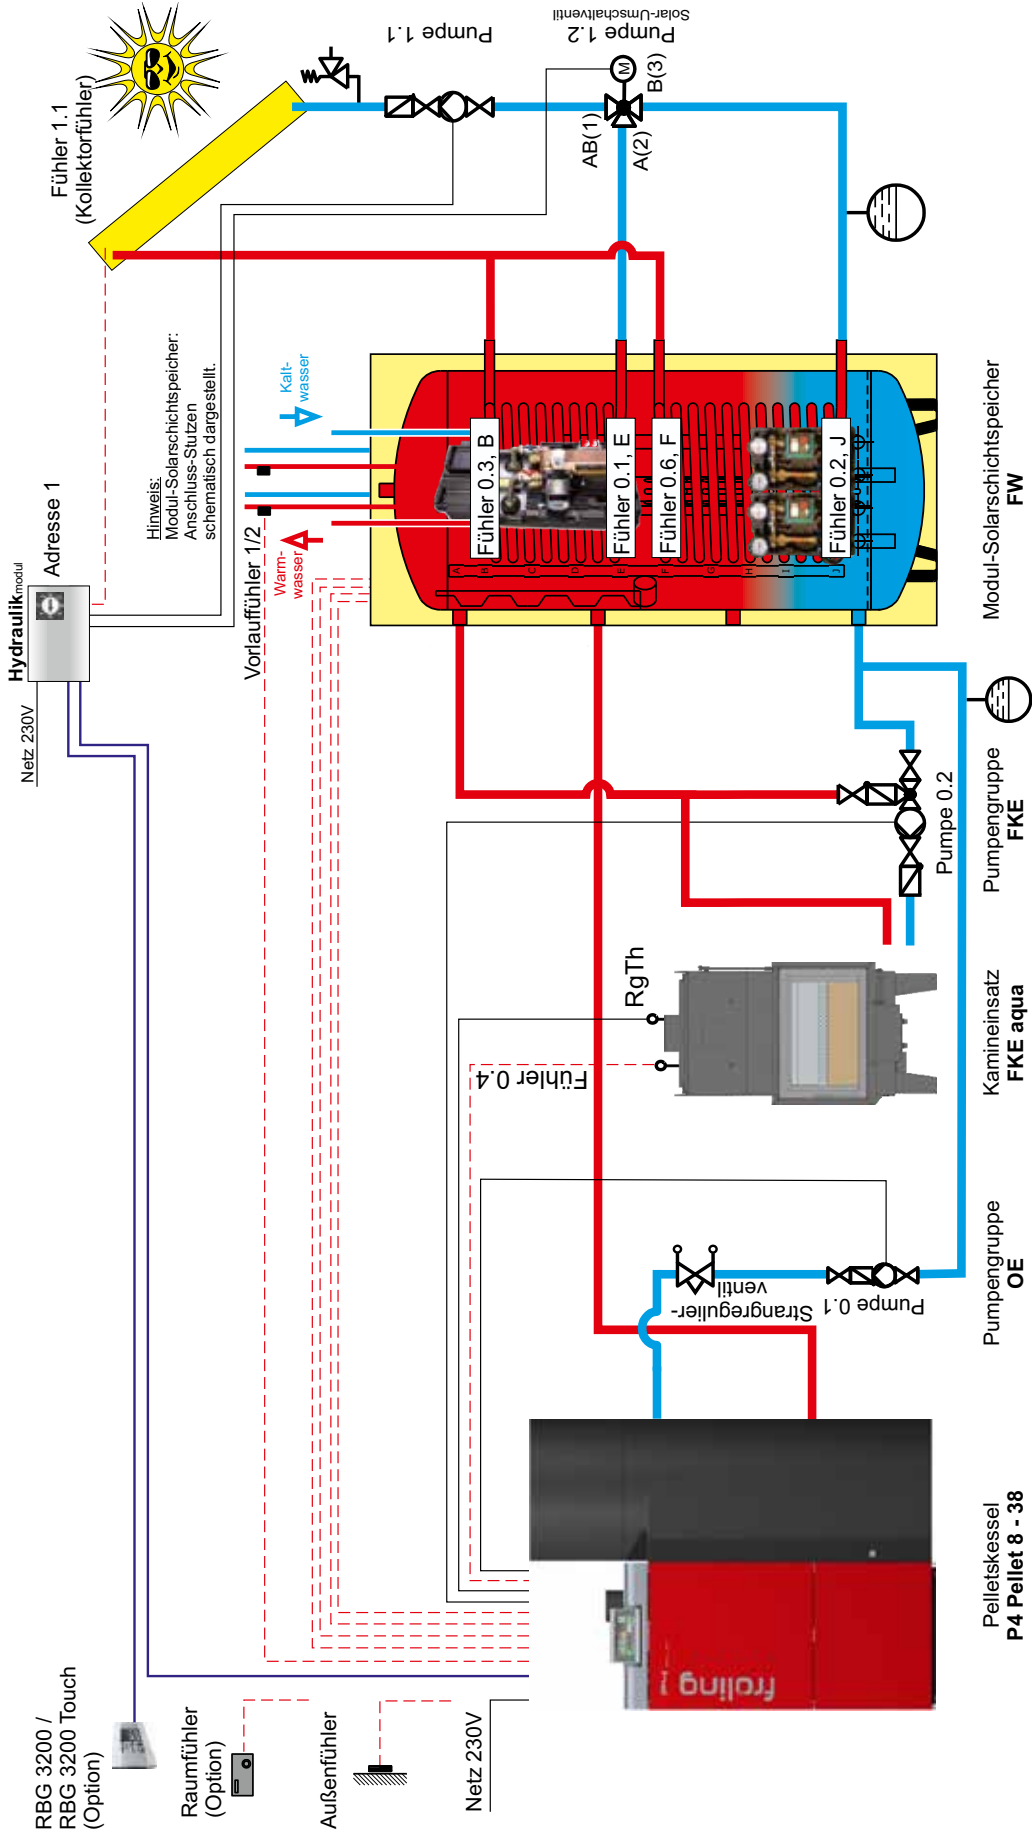 RBG 3200 /
RBG 3200 Touch
(Option)
Raumfühler
(Option)
Außenfühler
Netz 230V
Netz 230V
Hydraulikmodul
Adresse 1
Fühler 1.1
(Kollektorfühler)
Hinweis:
Modul-Solarschichtspeicher:
Anschluss-Stutzen
schematisch dargestellt.
Vorlauffühler 1/2
Warm-
wasser
Kalt-
wasser
Pumpe 1.1
Pumpe 1.2
Solar-Umschaltventil
M
AB(1)
B(3)
A(2)
Fühler 0.3, B
Fühler 0.1, E
Fühler 0.6, F
Fühler 0.2, J
A
B
C
D
E
F
G
H
I
J
Fühler 0.4
RgTh
Strangregulier-
ventil
Pumpe 0.1
Pumpe 0.2
froling
Pelletskessel
P4 Pellet 8 - 38
Pumpengruppe
OE
Kamineinsatz
FKE aqua
Pumpengruppe
FKE
Modul-Solarschichtspeicher
FW